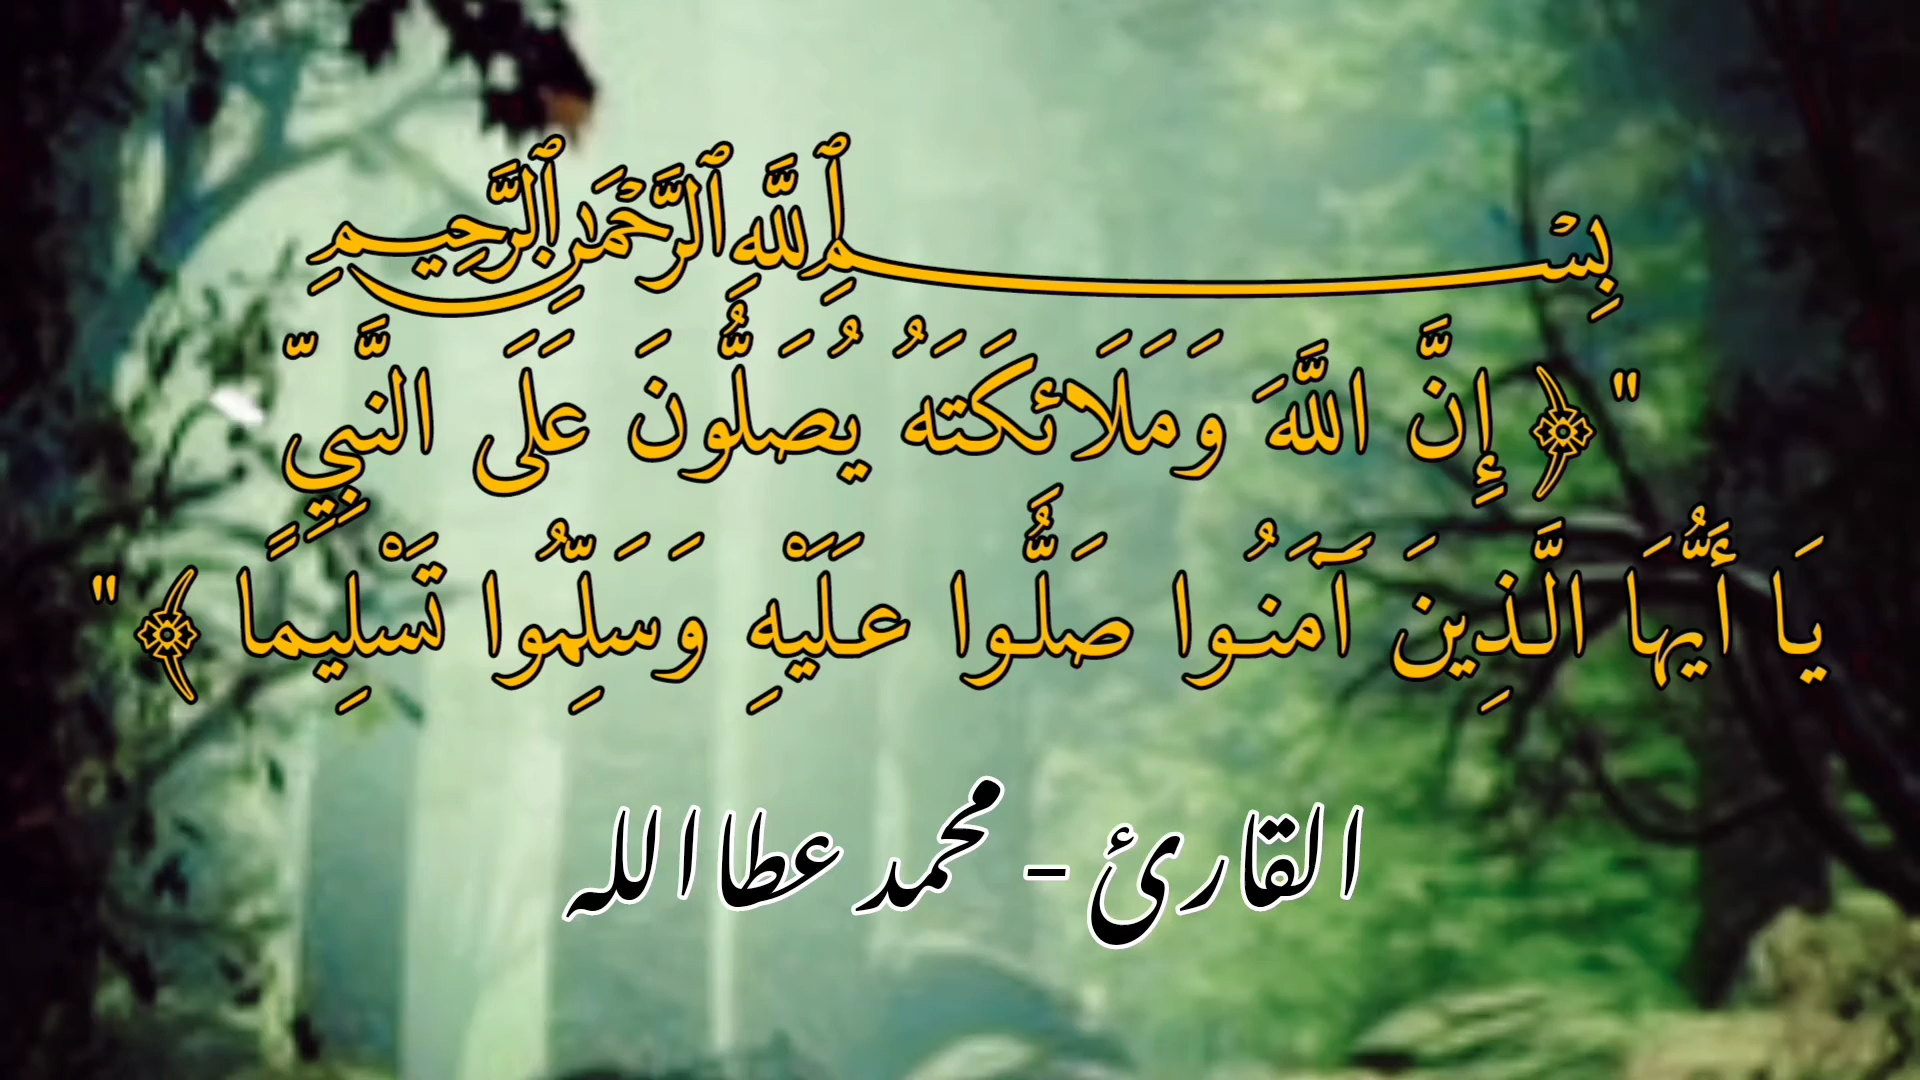 بِسْــــــــمِ ٱللَّهِ ٱلرَّحْمَٰنِ ٱلرَّحِيمِ
"﴿ إِنَّ اللَّهَ وَمَلَائِكَتَهُ يُصَلُّونَ عَلَى النَّبِيِّ
يَا أَيُّهَا الَّذِينَ آمَنُوا صَلُّوا عَلَيْهِ وَسَلِّمُوا تَسْلِيمًا ﴾"
القارئ - محمد عطا الله